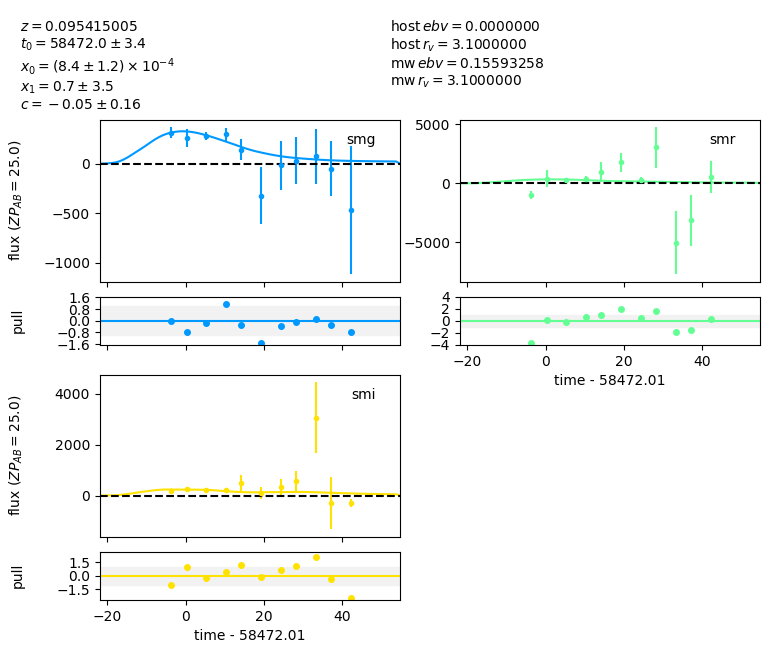 z = 0.095415005
t₀ = 58472.0 ± 3.4
x₀ = (8.4 ± 1.2) × 10⁻⁴
x₁ = 0.7 ± 3.5
c = −0.05 ± 0.16
host ebv = 0.0000000
host r_v = 3.1000000
mw ebv = 0.15593258
mw r_v = 3.1000000
flux (ZP_AB = 25.0)
0
−500
−1000
smg
5000
0
−5000
smr
pull
1.6
0.8
0.0
−0.8
−1.6
4
2
0
−2
−4
−20
0
20
40
time - 58472.01
flux (ZP_AB = 25.0)
4000
2000
0
smi
pull
1.5
0.0
−1.5
−20
0
20
40
time - 58472.01